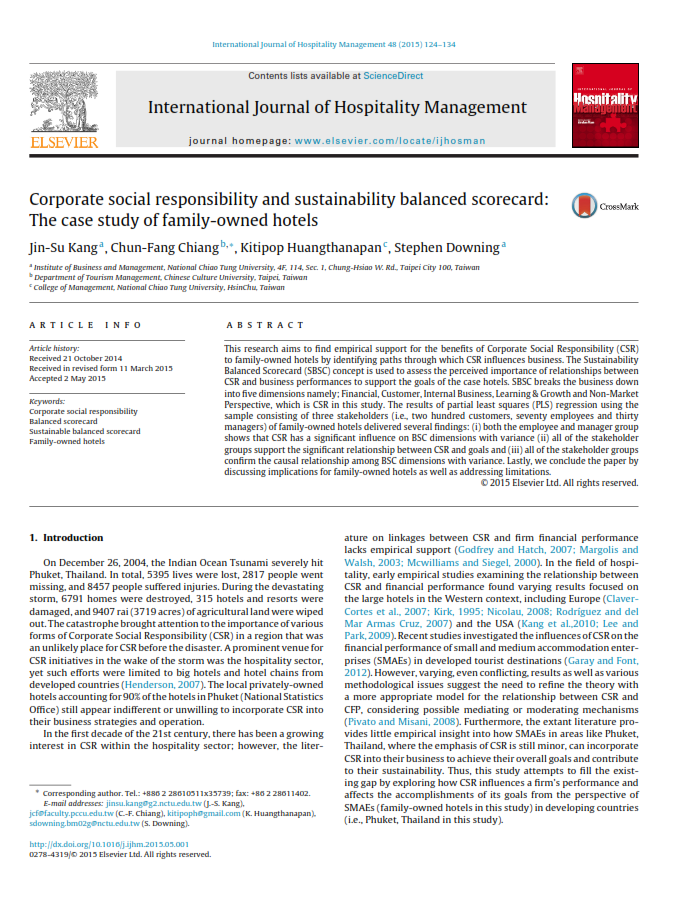 International Journal of Hospitality Management 48 (2015) 124–134
Contents lists available at ScienceDirect
International Journal of Hospitality Management
journal homepage: www.elsevier.com/locate/ijhosman
ELSEVIER
Hospitality
Management
Corporate social responsibility and sustainability balanced scorecard:
The case study of family-owned hotels
CrossMark
Jin-Su Kang a, Chun-Fang Chiang b,∗, Kitipop Huangthanapan c, Stephen Downing a
a Institute of Business and Management, National Chiao Tung University, 4F, 114, Sec. 1, Chung-Hsiao W. Rd., Taipei City 100, Taiwan
b Department of Tourism Management, Chinese Culture University, Taipei, Taiwan
c College of Management, National Chiao Tung University, HsinChu, Taiwan
ARTICLE INFO
Article history:
Received 21 October 2014
Received in revised form 11 March 2015
Accepted 2 May 2015
Keywords:
Corporate social responsibility
Balanced scorecard
Sustainable balanced scorecard
Family-owned hotels
ABSTRACT
This research aims to find empirical support for the benefits of Corporate Social Responsibility (CSR)
to family-owned hotels by identifying paths through which CSR influences business. The Sustainability
Balanced Scorecard (SBSC) concept is used to assess the perceived importance of relationships between
CSR and business performances to support the goals of the case hotels. SBSC breaks the business down
into five dimensions namely; Financial, Customer, Internal Business, Learning & Growth and Non-Market
Perspective, which is CSR in this study. The results of partial least squares (PLS) regression using the
sample consisting of three stakeholders (i.e., two hundred customers, seventy employees and thirty
managers) of family-owned hotels delivered several findings: (i) both the employee and manager group
shows that CSR has a significant influence on BSC dimensions with variance (ii) all of the stakeholder
groups support the significant relationship between CSR and goals and (iii) all of the stakeholder groups
confirm the causal relationship among BSC dimensions with variance. Lastly, we conclude the paper by
discussing implications for family-owned hotels as well as addressing limitations.
© 2015 Elsevier Ltd. All rights reserved.
1. Introduction
On December 26, 2004, the Indian Ocean Tsunami severely hit
Phuket, Thailand. In total, 5395 lives were lost, 2817 people went
missing, and 8457 people suffered injuries. During the devastating
storm, 6791 homes were destroyed, 315 hotels and resorts were
damaged, and 9407 rai (3719 acres) of agricultural land were wiped
out. The catastrophe brought attention to the importance of various
forms of Corporate Social Responsibility (CSR) in a region that was
an unlikely place for CSR before the disaster. A prominent venue for
CSR initiatives in the wake of the storm was the hospitality sector,
yet such efforts were limited to big hotels and hotel chains from
developed countries (Henderson, 2007). The local privately-owned
hotels accounting for 90% of the hotels in Phuket (National Statistics
Office) still appear indifferent or unwilling to incorporate CSR into
their business strategies and operation.
In the first decade of the 21st century, there has been a growing
interest in CSR within the hospitality sector; however, the liter-
ature on linkages between CSR and firm financial performance
lacks empirical support (Godfrey and Hatch, 2007; Margolis and
Walsh, 2003; Mcwilliams and Siegel, 2000). In the field of hospi-
tality, early empirical studies examining the relationship between
CSR and financial performance found varying results focused on
the large hotels in the Western context, including Europe (Claver-
Cortes et al., 2007; Kirk, 1995; Nicolau, 2008; Rodríguez and del
Mar Armas Cruz, 2007) and the USA (Kang et al.,2010; Lee and
Park, 2009). Recent studies investigated the influences of CSR on the
financial performance of small and medium accommodation enter-
prises (SMAEs) in developed tourist destinations (Garay and Font,
2012). However, varying, even conflicting, results as well as various
methodological issues suggest the need to refine the theory with
a more appropriate model for the relationship between CSR and
CFP, considering possible mediating or moderating mechanisms
(Pivato and Misani, 2008). Furthermore, the extant literature pro-
vides little empirical insight into how SMAEs in areas like Phuket,
Thailand, where the emphasis of CSR is still minor, can incorporate
CSR into their business to achieve their overall goals and contribute
to their sustainability. Thus, this study attempts to fill the exist-
ing gap by exploring how CSR influences a firm's performance and
affects the accomplishments of its goals from the perspective of
SMAEs (family-owned hotels in this study) in developing countries
(i.e., Phuket, Thailand in this study).
∗ Corresponding author. Tel.: +886 2 28610511x35739; fax: +86 2 28611402.
E-mail addresses: jinsu.kang@g2.nctu.edu.tw (J.-S. Kang),
jcf@faculty.pccu.edu.tw (C.-F. Chiang), kitipoph@gmail.com (K. Huangthanapan),
sdowning.bm02g@nctu.edu.tw (S. Downing).
http://dx.doi.org/10.1016/j.ijhm.2015.05.001
0278-4319/© 2015 Elsevier Ltd. All rights reserved.